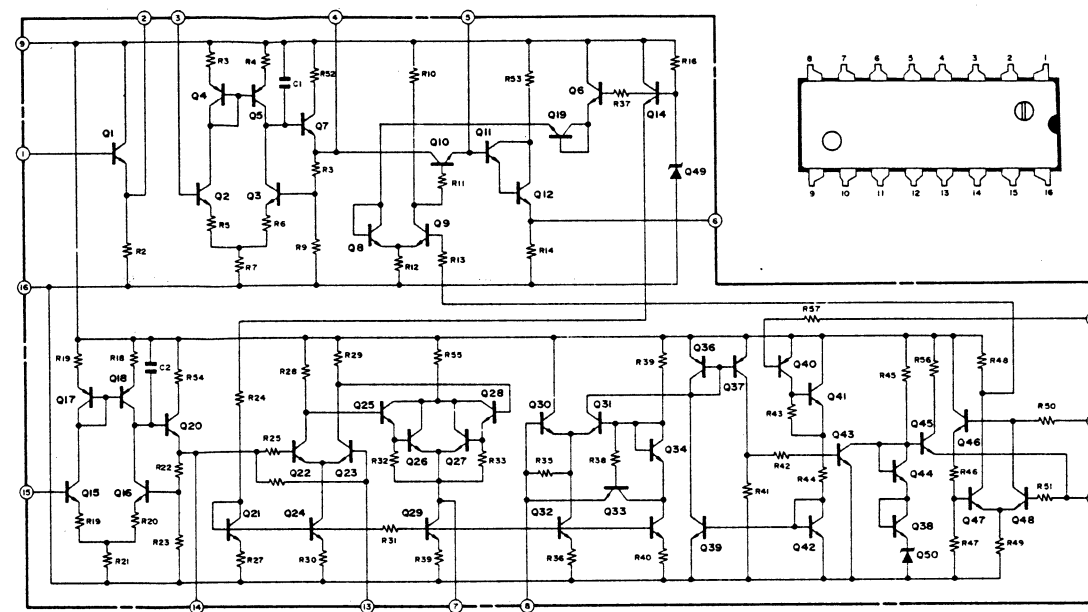 2 3 4 5
9
R3 R4 R52 R10 R53 R16
C1
Q4 Q5 Q7 Q6 R37 Q14
Q19
Q1 Q10 Q11
1
R3 Q49
R11 Q12
Q2 Q3
R5 R6 Q8 Q9 6
R2 R7 R9 R12 R13 R14
16
8 7 6 5 4 3 2 1
9 10 11 12 13 14 15 16
R57
R19 R18 C2 R29 R55 Q36 Q40 R48
R54 R28 R39 R45 R56
Q17 Q18 Q28 Q37
R24 Q25 Q30 Q31 Q41
Q20 R43 Q45 R50
R25 Q43 Q46
R22 R32 Q26 Q27 R33 R35 R38 Q34 R42 Q44
Q22 Q23 R46
15 Q15 Q16 R41 R44 R51
Q21 Q24 Q29 Q32 Q33 Q38 Q47 Q48
R19 R20 R23 R31 Q39 Q42
R21 R27 R30 R39 R36 R40 Q50 R47 R49
14 13 7 8